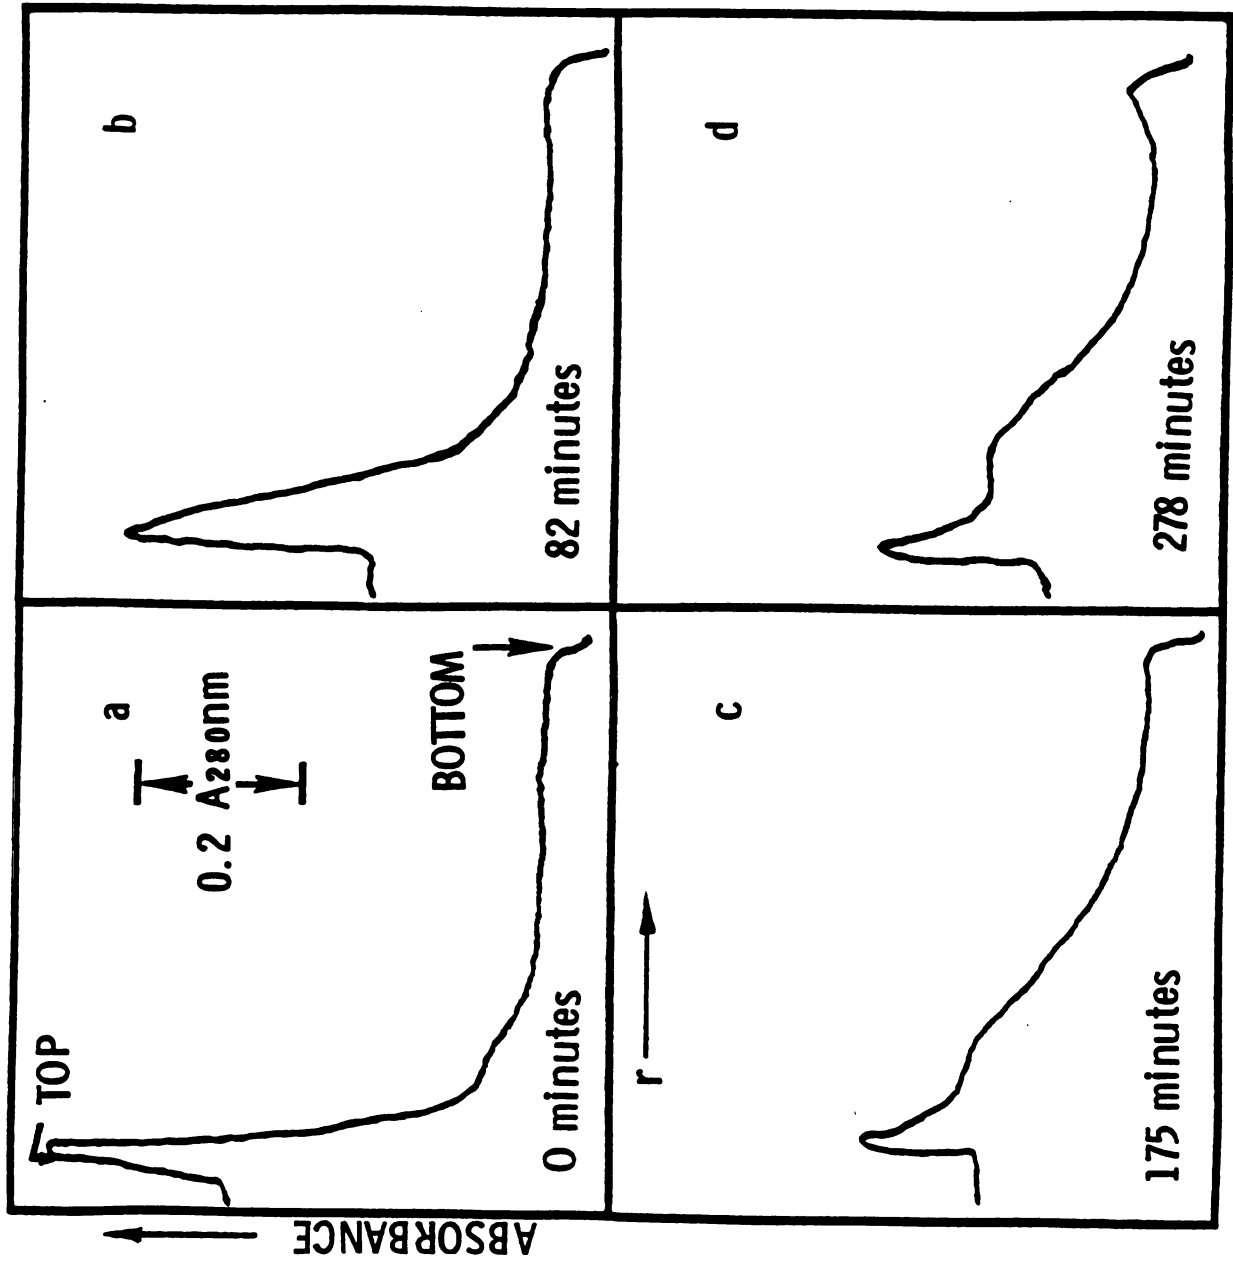 a
TOP
0.2 A280nm
BOTTOM
0 minutes
ABSORBANCE
b
82 minutes
c
r
175 minutes
d
278 minutes